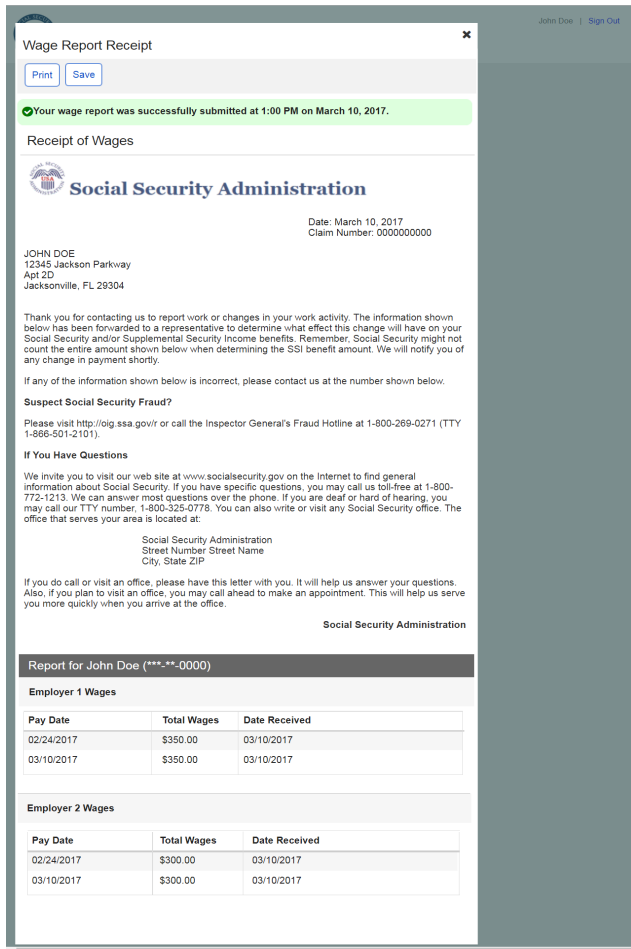 John Doe | Sign Out
Wage Report Receipt
Print Save
Your wage report was successfully submitted at 1:00 PM on March 10, 2017.
Receipt of Wages
USA
Social Security Administration
Date: March 10, 2017
Claim Number: 0000000000
JOHN DOE
12345 Jackson Parkway
Apt 2D
Jacksonville, FL 29304
Thank you for contacting us to report work or changes in your work activity. The information shown
below has been forwarded to a representative to determine what effect this change will have on your
Social Security and/or Supplemental Security Income benefits. Remember, Social Security might not
count the entire amount shown below when determining the SSI benefit amount. We will notify you of
any change in payment shortly.
If any of the information shown below is incorrect, please contact us at the number shown below.
Suspect Social Security Fraud?
Please visit http://oig.ssa.gov/r or call the Inspector General's Fraud Hotline at 1-800-269-0271 (TTY
1-866-501-2101).
If You Have Questions
We invite you to visit our web site at www.socialsecurity.gov on the Internet to find general
information about Social Security. If you have specific questions, you may call us toll-free at 1-800-
772-1213. We can answer most questions over the phone. If you are deaf or hard of hearing, you
may call our TTY number, 1-800-325-0778. You can also write or visit any Social Security office. The
office that serves your area is located at:
Social Security Administration
Street Number Street Name
City, State ZIP
If you do call or visit an office, please have this letter with you. It will help us answer your questions.
Also, if you plan to visit an office, you may call ahead to make an appointment. This will help us serve
you more quickly when you arrive at the office.
Social Security Administration
Report for John Doe (***-**-0000)
Employer 1 Wages
Pay Date Total Wages Date Received
02/24/2017 $350.00 03/10/2017
03/10/2017 $350.00 03/10/2017
Employer 2 Wages
Pay Date Total Wages Date Received
02/24/2017 $300.00 03/10/2017
03/10/2017 $300.00 03/10/2017